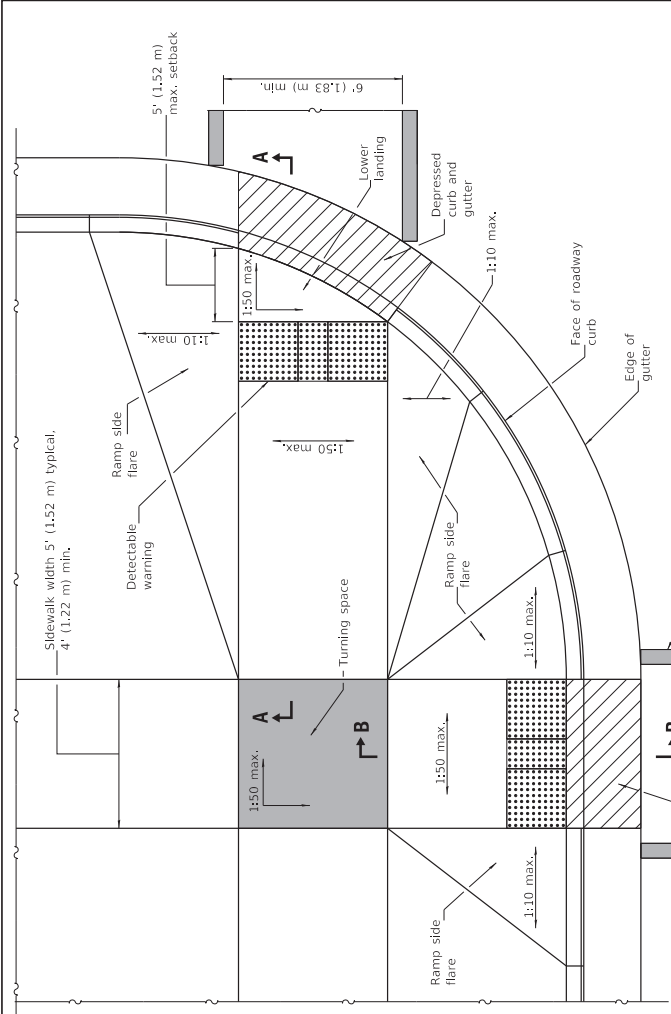 5' (1.52 m)
max. setback
6' (1.83 m) min.
A
Lower
landing
Depressed
curb and
gutter
1:10 max.
1:50 max.
1:10 max.
Face of roadway
curb
Edge of
gutter
Sidewalk width 5' (1.52 m) typical,
4' (1.22 m) min.
Ramp side
flare
Detectable
warning
1:50 max.
Ramp side
flare
1:10 max.
Turning space
A
B
1:50 max.
1:50 max.
B
Ramp side
flare
1:10 max.